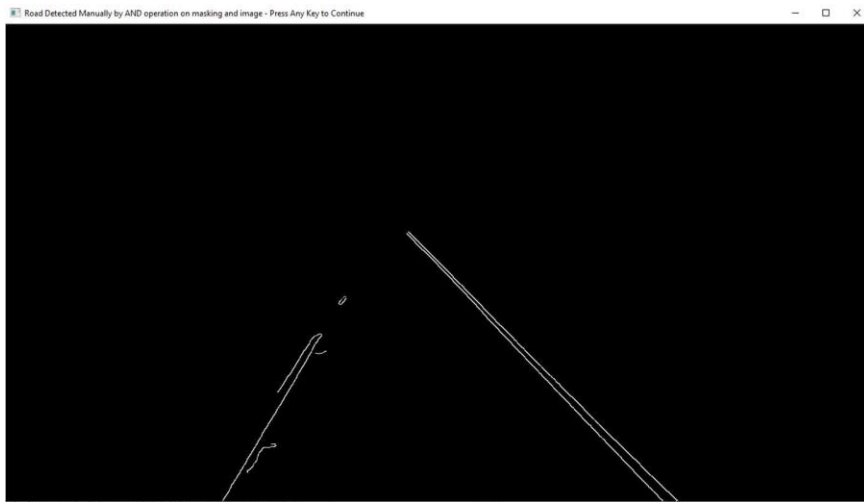 Road Detected Manually by AND operation on masking and image - Press Any Key to Continue